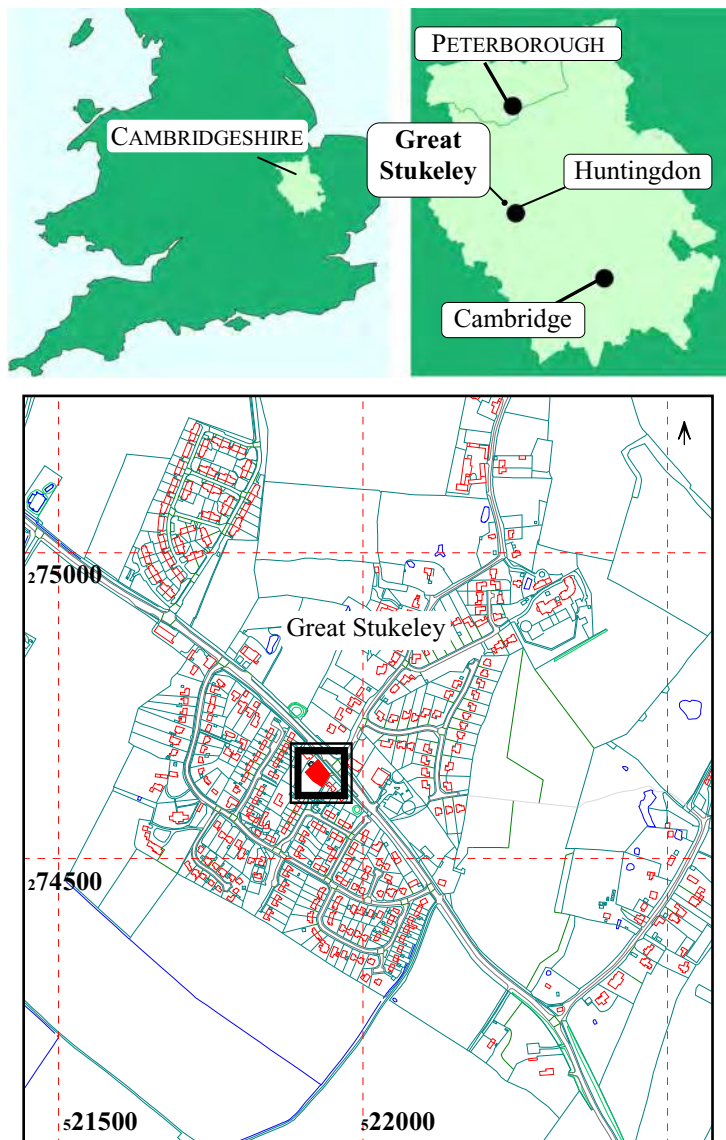 CAMBRIDGESHIRE
PETERBOROUGH
Great
Stukeley
Huntingdon
Cambridge
275000
Great Stukeley
274500
521500
522000